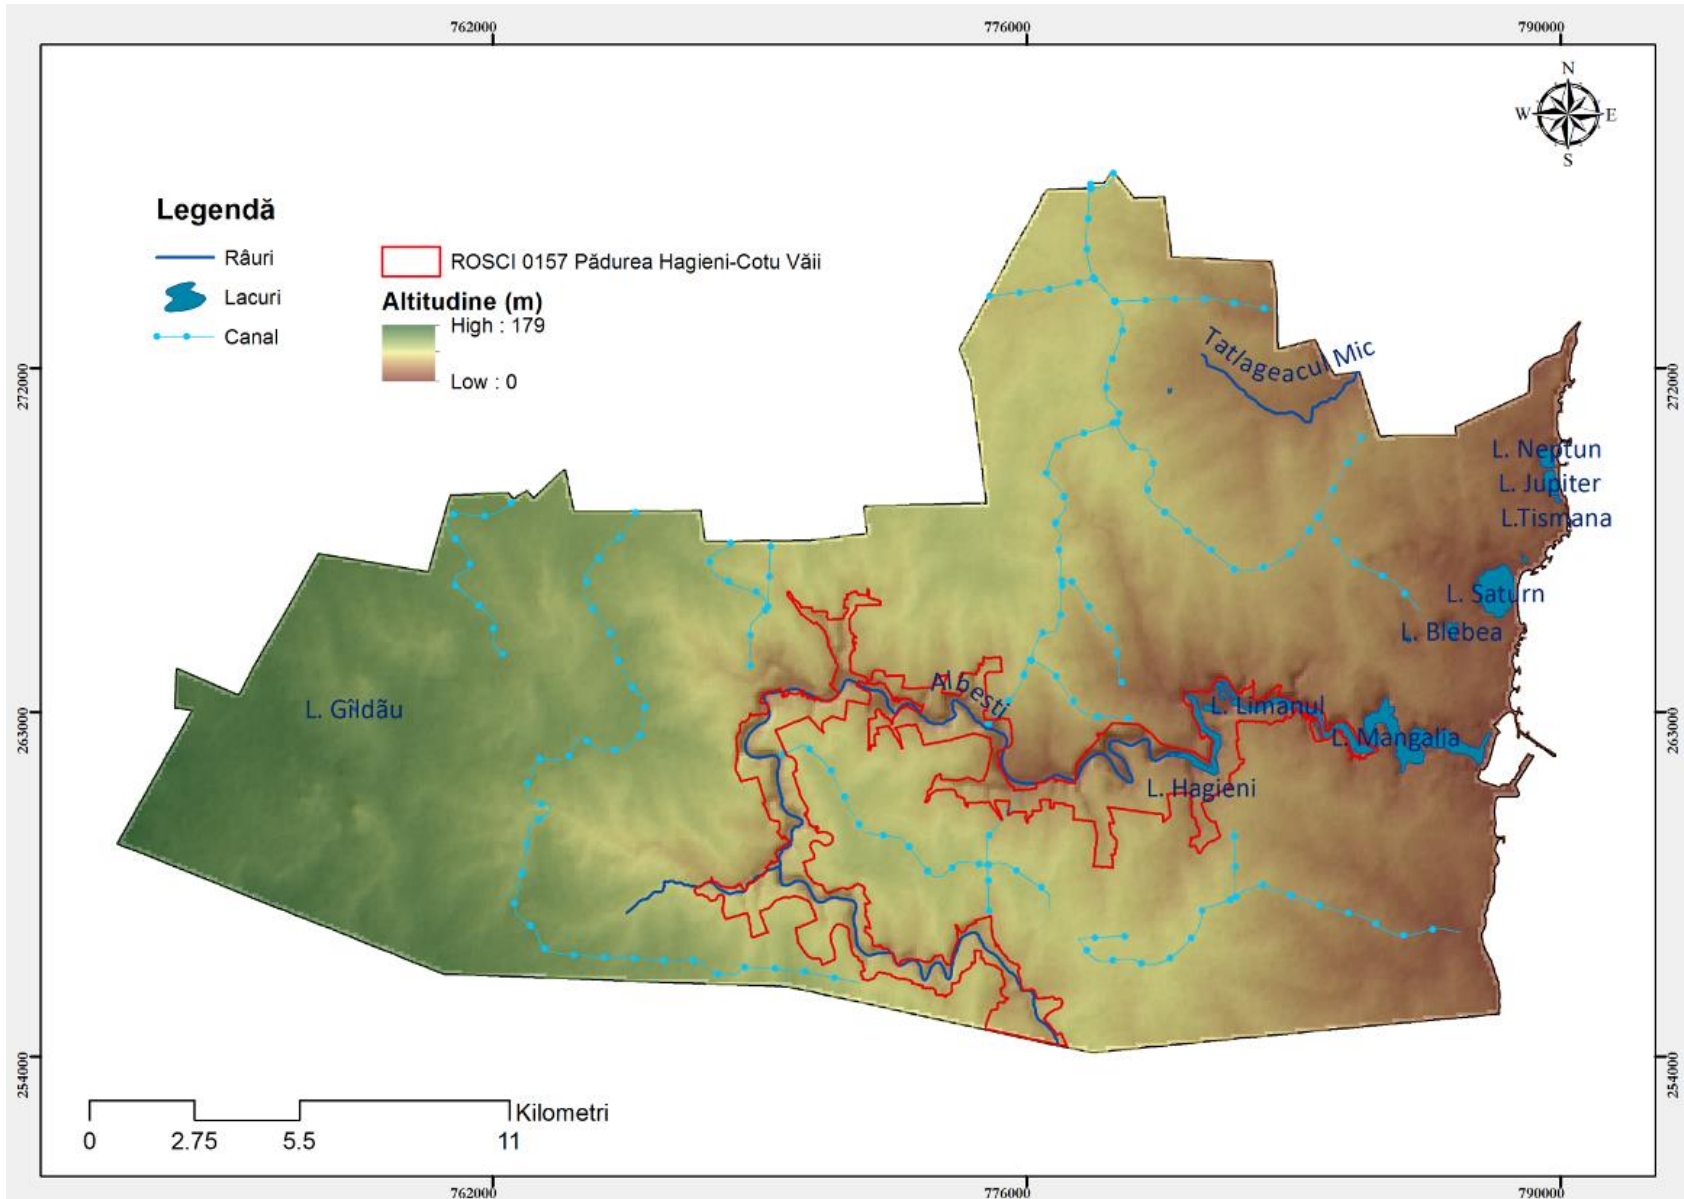 762000
776000
790000
N
W
E
S
Legendă
Râuri
ROSCI 0157 Pădurea Hagieni-Cotu Văii
Lacuri
Altitudine (m)
High : 179
Canal
Low : 0
272000
272000
Tatlageacul Mic
L. Neptun
L. Jupiter
L.Tismana
L. Saturn
L. Blebea
Albești
L. Gîldãu
L. Limanul
L. Mangalia
L. Hagieni
263000
263000
254000
254000
Kilometri
0
2.75
5.5
11
762000
776000
790000